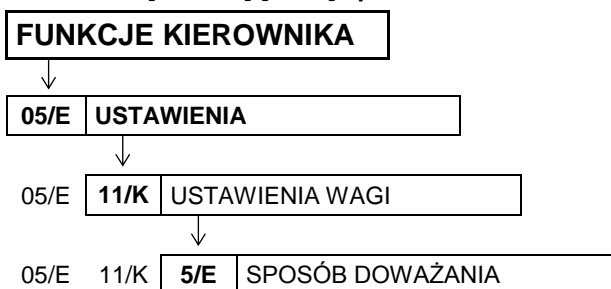 FUNKCJE KIEROWNIKA
05/E USTAWIENIA
05/E 11/K USTAWIENIA WAGI
05/E 11/K 5/E SPOSÓB DOWAŻANIA